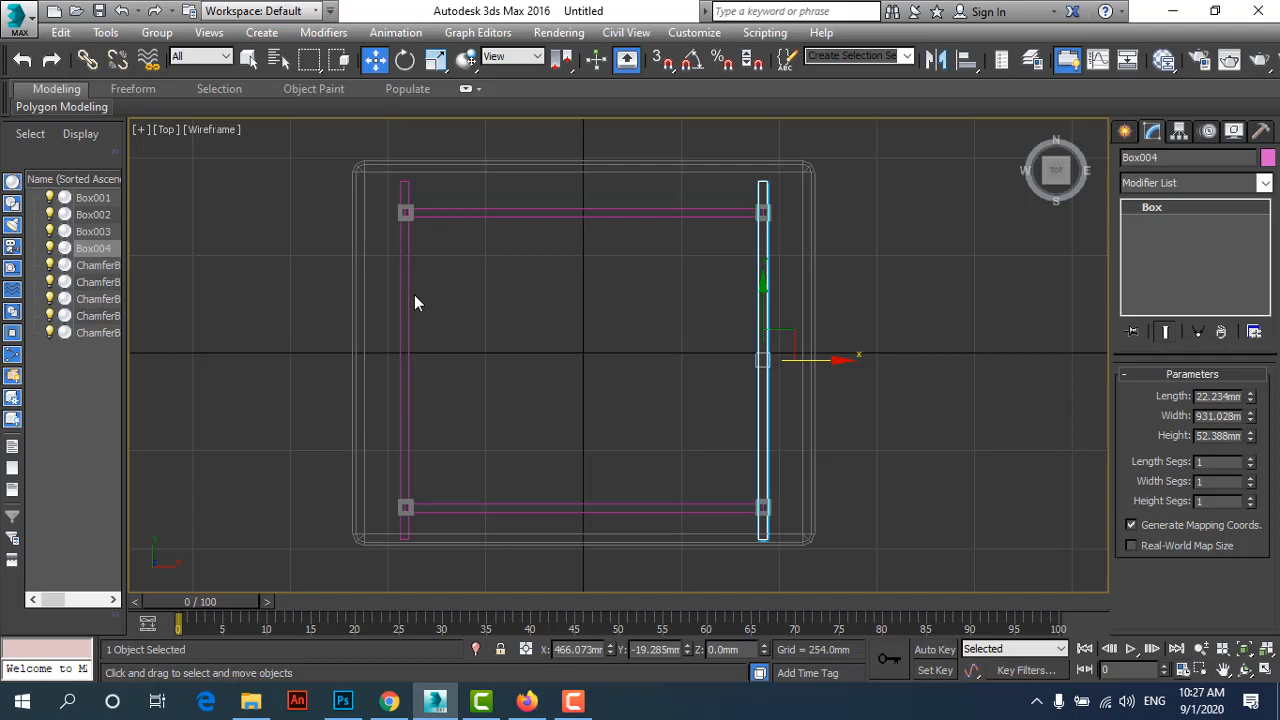 Workspace: Default
Autodesk 3ds Max 2016    Untitled
Type a keyword or phrase
Sign In
MAX
Edit Tools Group Views Create Modifiers Animation Graph Editors Rendering Civil View Customize Scripting Help
All
View
Create Selection Se
Modeling Freeform Selection Object Paint Populate
Polygon Modeling
Select Display
[+] [Top] [Wireframe]
N
W TOP E
S
Name (Sorted Ascen
Box001
Box002
Box003
Box004
ChamferB
ChamferB
ChamferB
ChamferB
ChamferB
Box004
Modifier List
Box
x
y
x
Parameters
Length: 22.234mm
Width: 931.028mm
Height: 52.388mm
Length Segs: 1
Width Segs: 1
Height Segs: 1
Generate Mapping Coords.
Real-World Map Size
0 / 100
0 5 10 15 20 25 30 35 40 45 50 55 60 65 70 75 80 85 90 95 100
1 Object Selected
X: 466.073mm Y: -19.285mm Z: 0.0mm
Grid = 254.0mm
Auto Key
Selected
Welcome to M
Click and drag to select and move objects
Add Time Tag
Set Key
Key Filters...
0
An
Ps
MAX
ENG
10:27 AM
9/1/2020